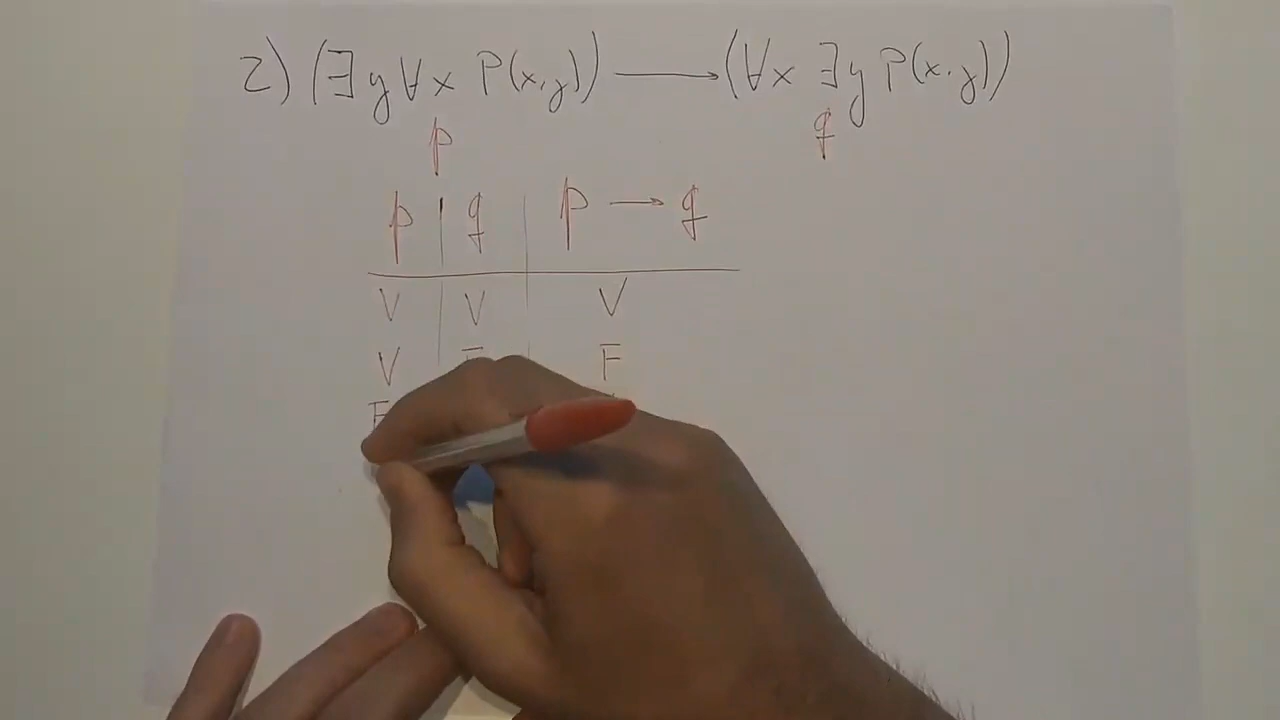 2) (∃y∀x P(x,y)) ⟶ (∀x ∃y P(x,y))
p q
p | q | p → q
V | V | V
V F F
F